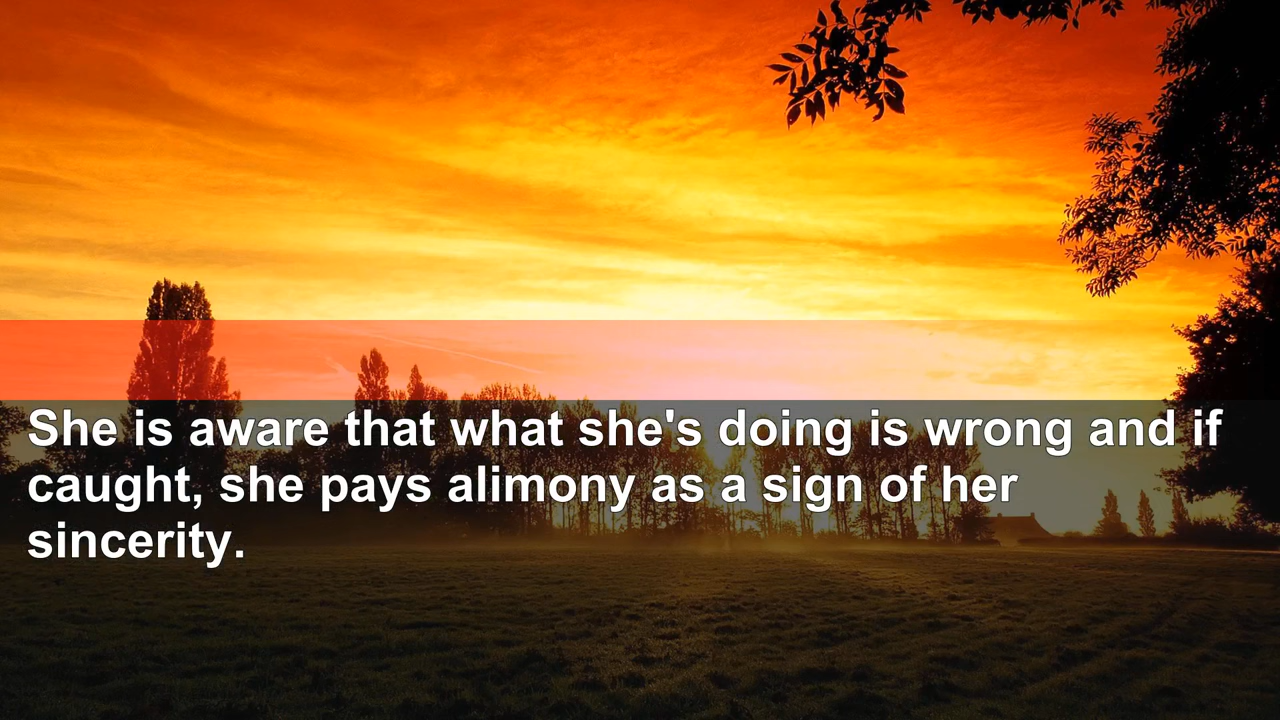 She is aware that what she's doing is wrong and if
caught, she pays alimony as a sign of her
sincerity.